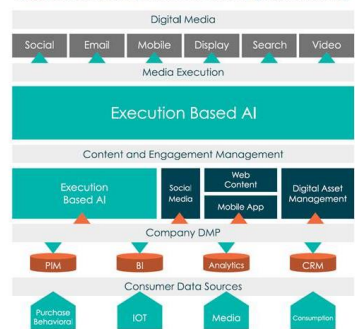 Digital Media
Social
Email
Mobile
Display
Search
Video
Media Execution
Execution Based AI
Content and Engagement Management
Execution
Based AI
Social
Media
Web
Content
Mobile App
Digital Asset
Management
Company DMP
PIM
BI
Analytics
CRM
Consumer Data Sources
Purchase
Behavioral
IOT
Media
Consumption